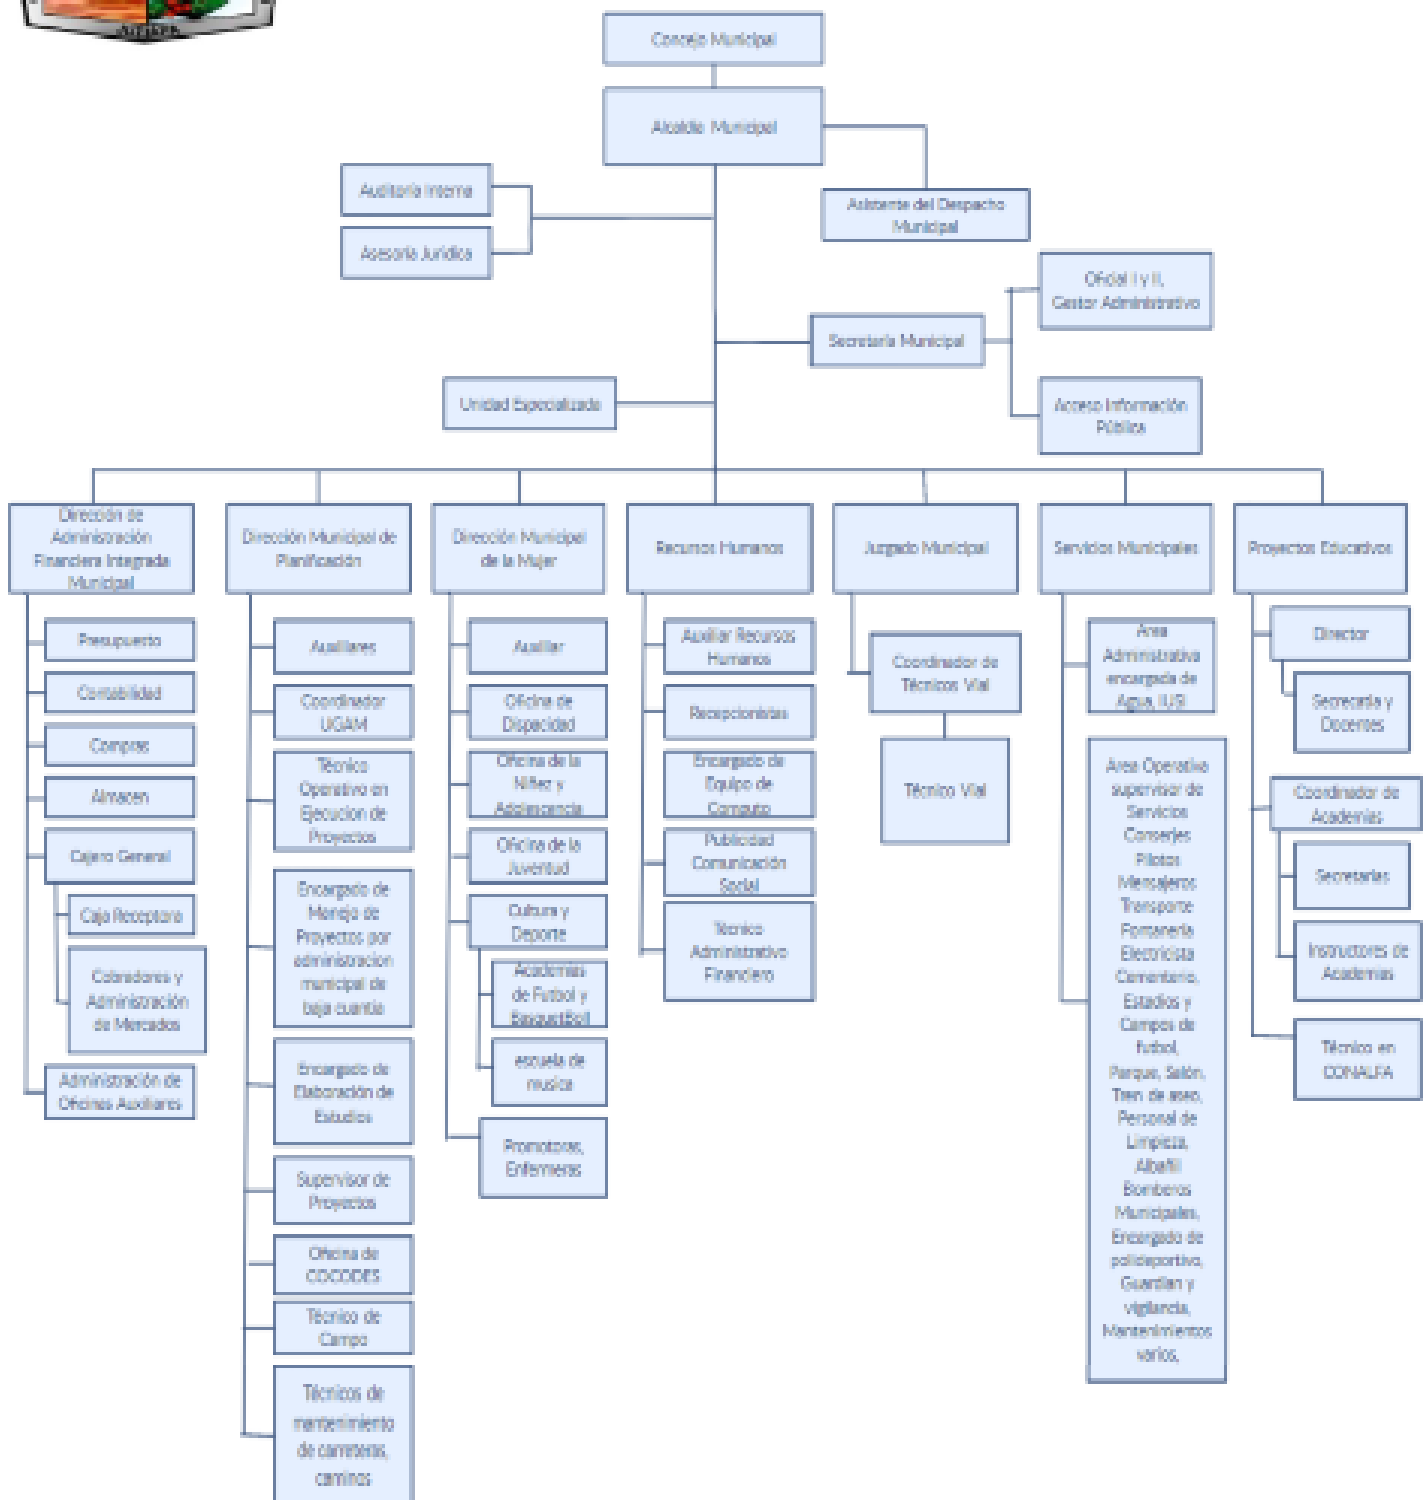 Concejo Municipal
Alcaldia Municipal
Auditoría Interna
Asistente del Despacho
Municipal
Asesoría Jurídica
Oficial I y II,
Gestor Administrativo
Secretaría Municipal
Unidad Especializada
Acceso Información
Pública
Dirección de
Administración
Financiera Integrada
Municipal
Presupuesto
Contabilidad
Compras
Almacen
Cajero General
Caja Receptora
Cobradores y
Administración
de Mercados
Administración de
Oficinas Auxiliares
Dirección Municipal de
Planificación
Auxiliares
Coordinador
UGAM
Técnico
Operativo en
Ejecucion de
Proyectos
Encargado de
Manejo de
Proyectos por
administracion
municipal de
baja cuantia
Encargado de
Elaboración de
Estudios
Supervisor de
Proyectos
Oficina de
COCODES
Técnico de
Campo
Técnicos de
mantenimiento
de carreteras,
caminos
Dirección Municipal
de la Mujer
Auxiliar
Oficina de
Dispacidad
Oficina de la
Niñez y
Adolescencia
Oficina de la
Juventud
Cultura y
Deporte
Academias
de Futbol y
BasquetBoll
escuela de
musica
Promotoras,
Enfermeras
Recursos Humanos
Auxiliar Recursos
Humanos
Recepcionistas
Encargado de
Equipo de
Computo
Publicidad
Comunicación
Social
Técnico
Administrativo
Financiero
Juzgado Municipal
Coordinador de
Técnicos Vial
Técnico Vial
Servicios Municipales
Area
Administrativa
encargada de
Agua, IUSI
Area Operativa
supervisor de
Servicios
Conserjes
Pilotos
Mensajeros
Transporte
Fontanería
Electricista
Cementerio,
Estadios y
Campos de
futbol,
Parque, Salón,
Tren de aseo,
Personal de
Limpieza,
Albañil
Bomberos
Municipales,
Encargado de
polideportivo,
Guardian y
vigilancia,
Mantenimientos
varios,
Proyectos Educativos
Director
Secretaria y
Docentes
Coordinador de
Academias
Secretarias
Instructores de
Academias
Técnico en
CONALFA